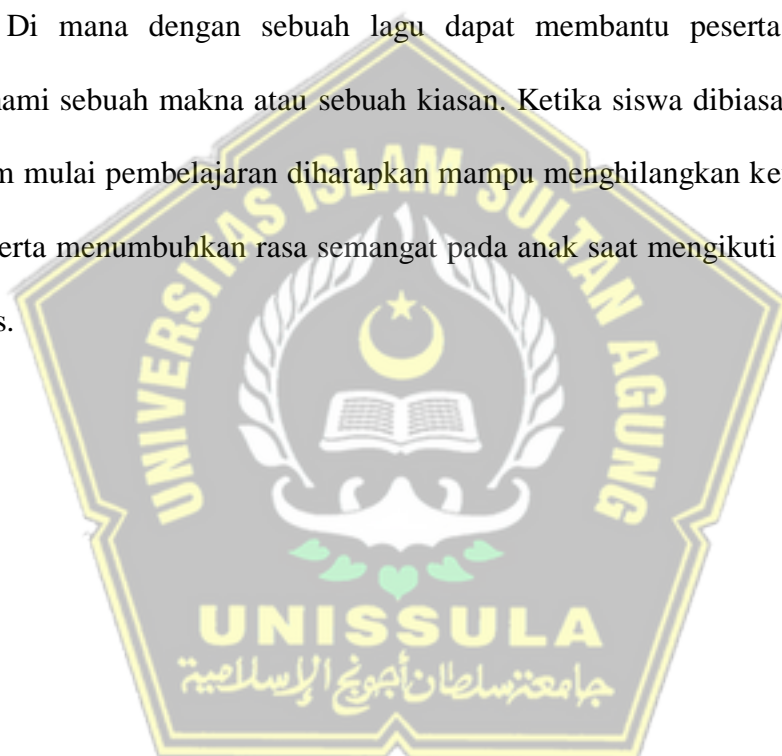 Di mana dengan sebuah lagu dapat membantu peserta
ami sebuah makna atau sebuah kiasan. Ketika siswa dibiasa
mulai pembelajaran diharapkan mampu menghilangkan ke
erta menumbuhkan rasa semangat pada anak saat mengikuti
s.
UNIVERSITAS ISLAM SULTAN AGUNG
UNISSULA
جامعة سلطان أجونج الإسلامية